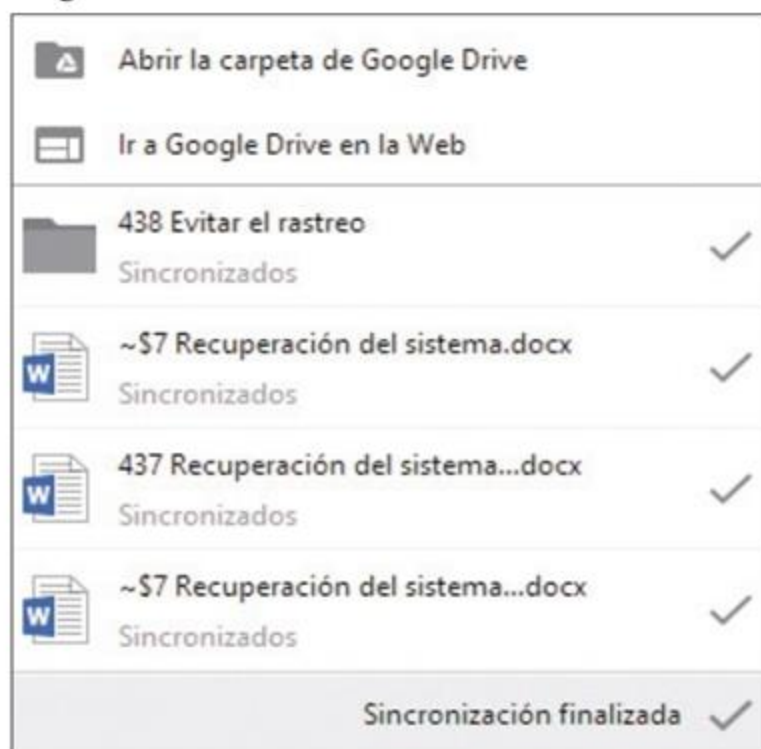 Abrir la carpeta de Google Drive
Ir a Google Drive en la Web
438 Evitar el rastreo
Sincronizados
~$7 Recuperación del sistema.docx
Sincronizados
437 Recuperación del sistema...docx
Sincronizados
~$7 Recuperación del sistema...docx
Sincronizados
Sincronización finalizada